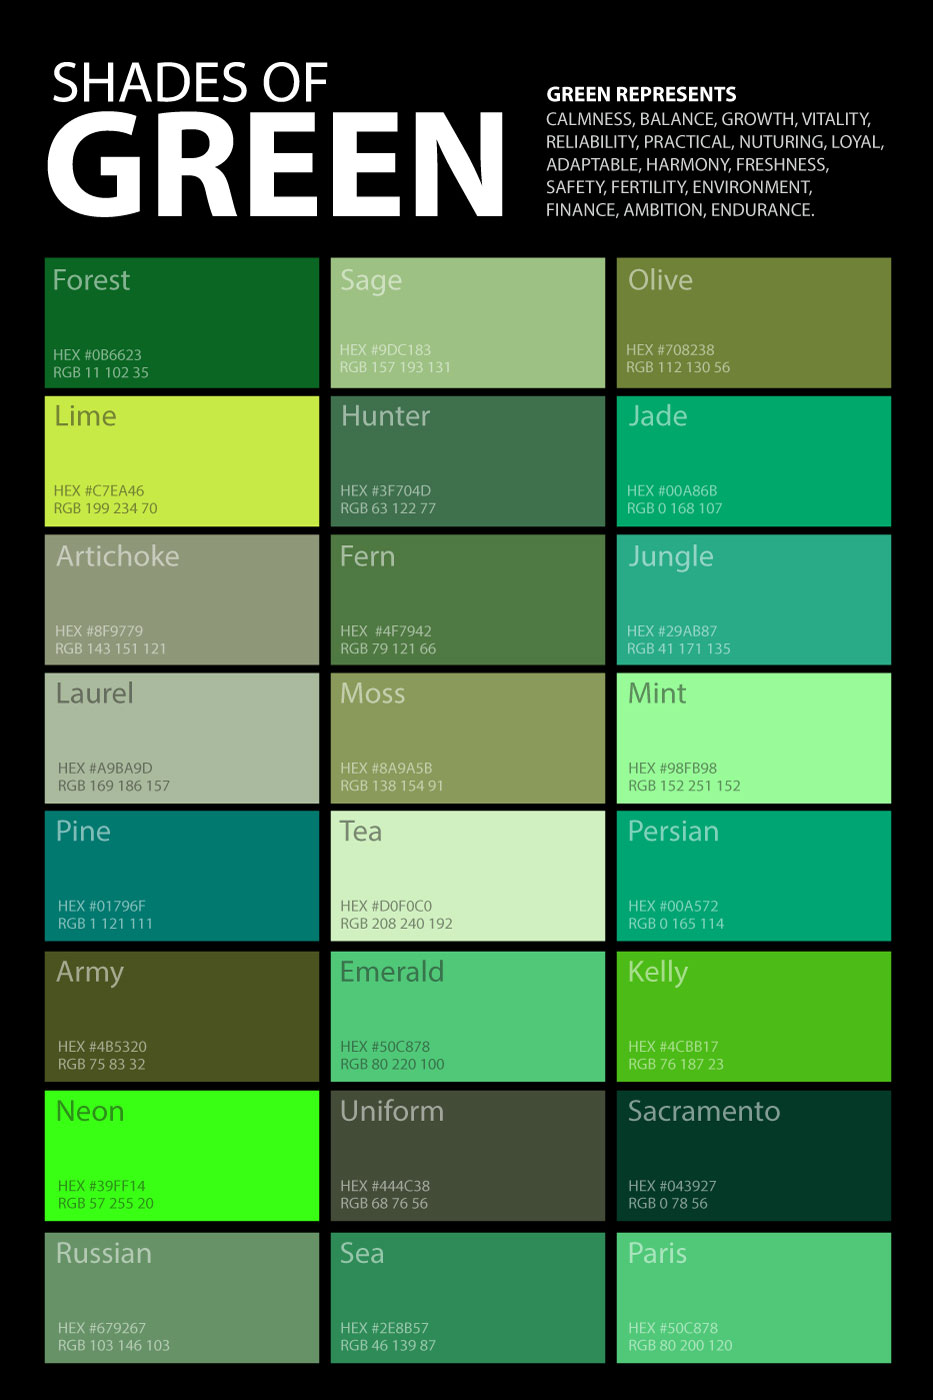 SHADES OF
GREEN
GREEN REPRESENTS
CALMNESS, BALANCE, GROWTH, VITALITY,
RELIABILITY, PRACTICAL, NUTURING, LOYAL,
ADAPTABLE, HARMONY, FRESHNESS,
SAFETY, FERTILITY, ENVIRONMENT,
FINANCE, AMBITION, ENDURANCE.
Forest
HEX #0B6623
RGB 11 102 35
Sage
HEX #9DC183
RGB 157 193 131
Olive
HEX #708238
RGB 112 130 56
Lime
HEX #C7EA46
RGB 199 234 70
Hunter
HEX #3F704D
RGB 63 122 77
Jade
HEX #00A86B
RGB 0 168 107
Artichoke
HEX #8F9779
RGB 143 151 121
Fern
HEX #4F7942
RGB 79 121 66
Jungle
HEX #29AB87
RGB 41 171 135
Laurel
HEX #A9BA9D
RGB 169 186 157
Moss
HEX #8A9A5B
RGB 138 154 91
Mint
HEX #98FB98
RGB 152 251 152
Pine
HEX #01796F
RGB 1 121 111
Tea
HEX #D0F0C0
RGB 208 240 192
Persian
HEX #00A572
RGB 0 165 114
Army
HEX #4B5320
RGB 75 83 32
Emerald
HEX #50C878
RGB 80 220 100
Kelly
HEX #4CBB17
RGB 76 187 23
Neon
HEX #39FF14
RGB 57 255 20
Uniform
HEX #444C38
RGB 68 76 56
Sacramento
HEX #043927
RGB 0 78 56
Russian
HEX #679267
RGB 103 146 103
Sea
HEX #2E8B57
RGB 46 139 87
Paris
HEX #50C878
RGB 80 200 120